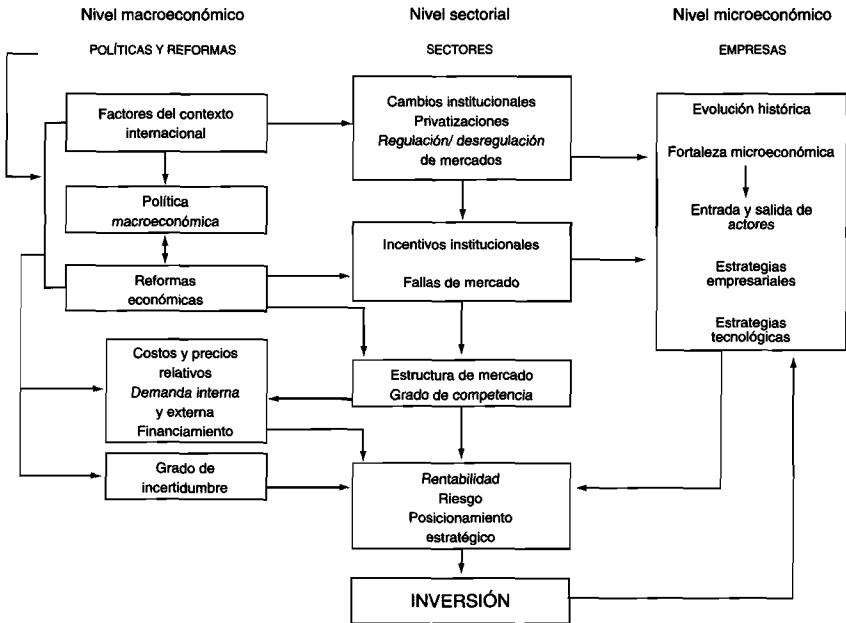 Nivel macroeconómico
POLÍTICAS Y REFORMAS
Factores del contexto
internacional
Política
macroeconómica
Reformas
económicas
Costos y precios
relativos
Demanda interna
y externa
Financiamiento
Grado de
incertidumbre
Nivel sectorial
SECTORES
Cambios institucionales
Privatizaciones
Regulación/ desregulación
de mercados
Incentivos institucionales
Fallas de mercado
Estructura de mercado
Grado de competencia
Rentabilidad
Riesgo
Posicionamiento
estratégico
INVERSIÓN
Nivel microeconómico
EMPRESAS
Evolución histórica
Fortaleza microeconómica
Entrada y salida de
actores
Estrategias
empresariales
Estrategias
tecnológicas